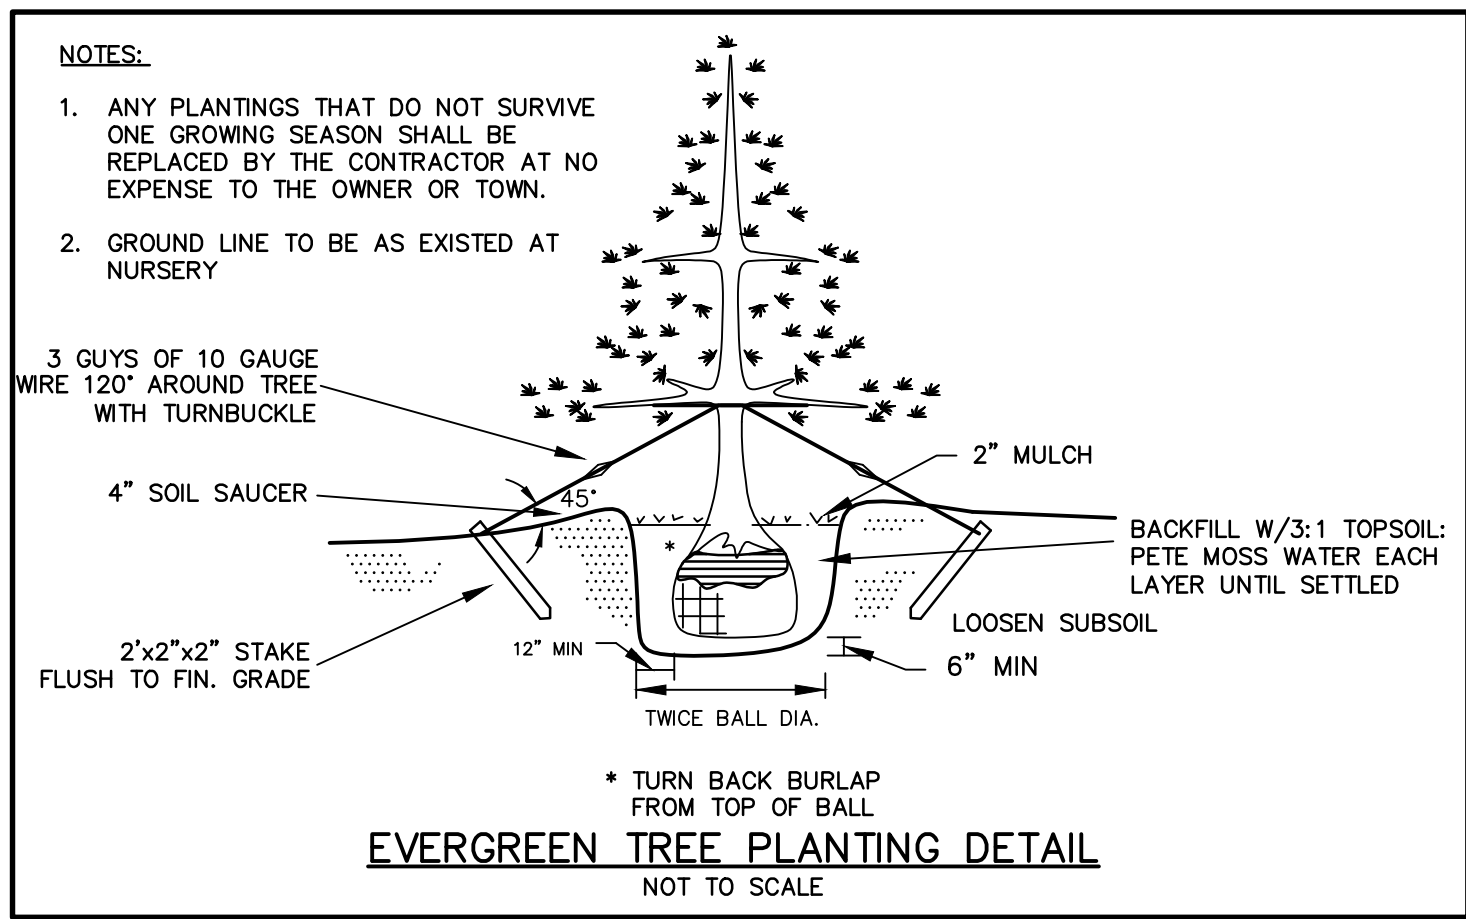 NOTES:
1. ANY PLANTINGS THAT DO NOT SURVIVE
ONE GROWING SEASON SHALL BE
REPLACED BY THE CONTRACTOR AT NO
EXPENSE TO THE OWNER OR TOWN.
2. GROUND LINE TO BE AS EXISTED AT
NURSERY
3 GUYS OF 10 GAUGE
WIRE 120° AROUND TREE
WITH TURNBUCKLE
4" SOIL SAUCER
45°
2" MULCH
*
BACKFILL W/3:1 TOPSOIL:
PETE MOSS WATER EACH
LAYER UNTIL SETTLED
LOOSEN SUBSOIL
6" MIN
12" MIN
2'x2"x2" STAKE
FLUSH TO FIN. GRADE
TWICE BALL DIA.
* TURN BACK BURLAP
FROM TOP OF BALL
EVERGREEN TREE PLANTING DETAIL
NOT TO SCALE